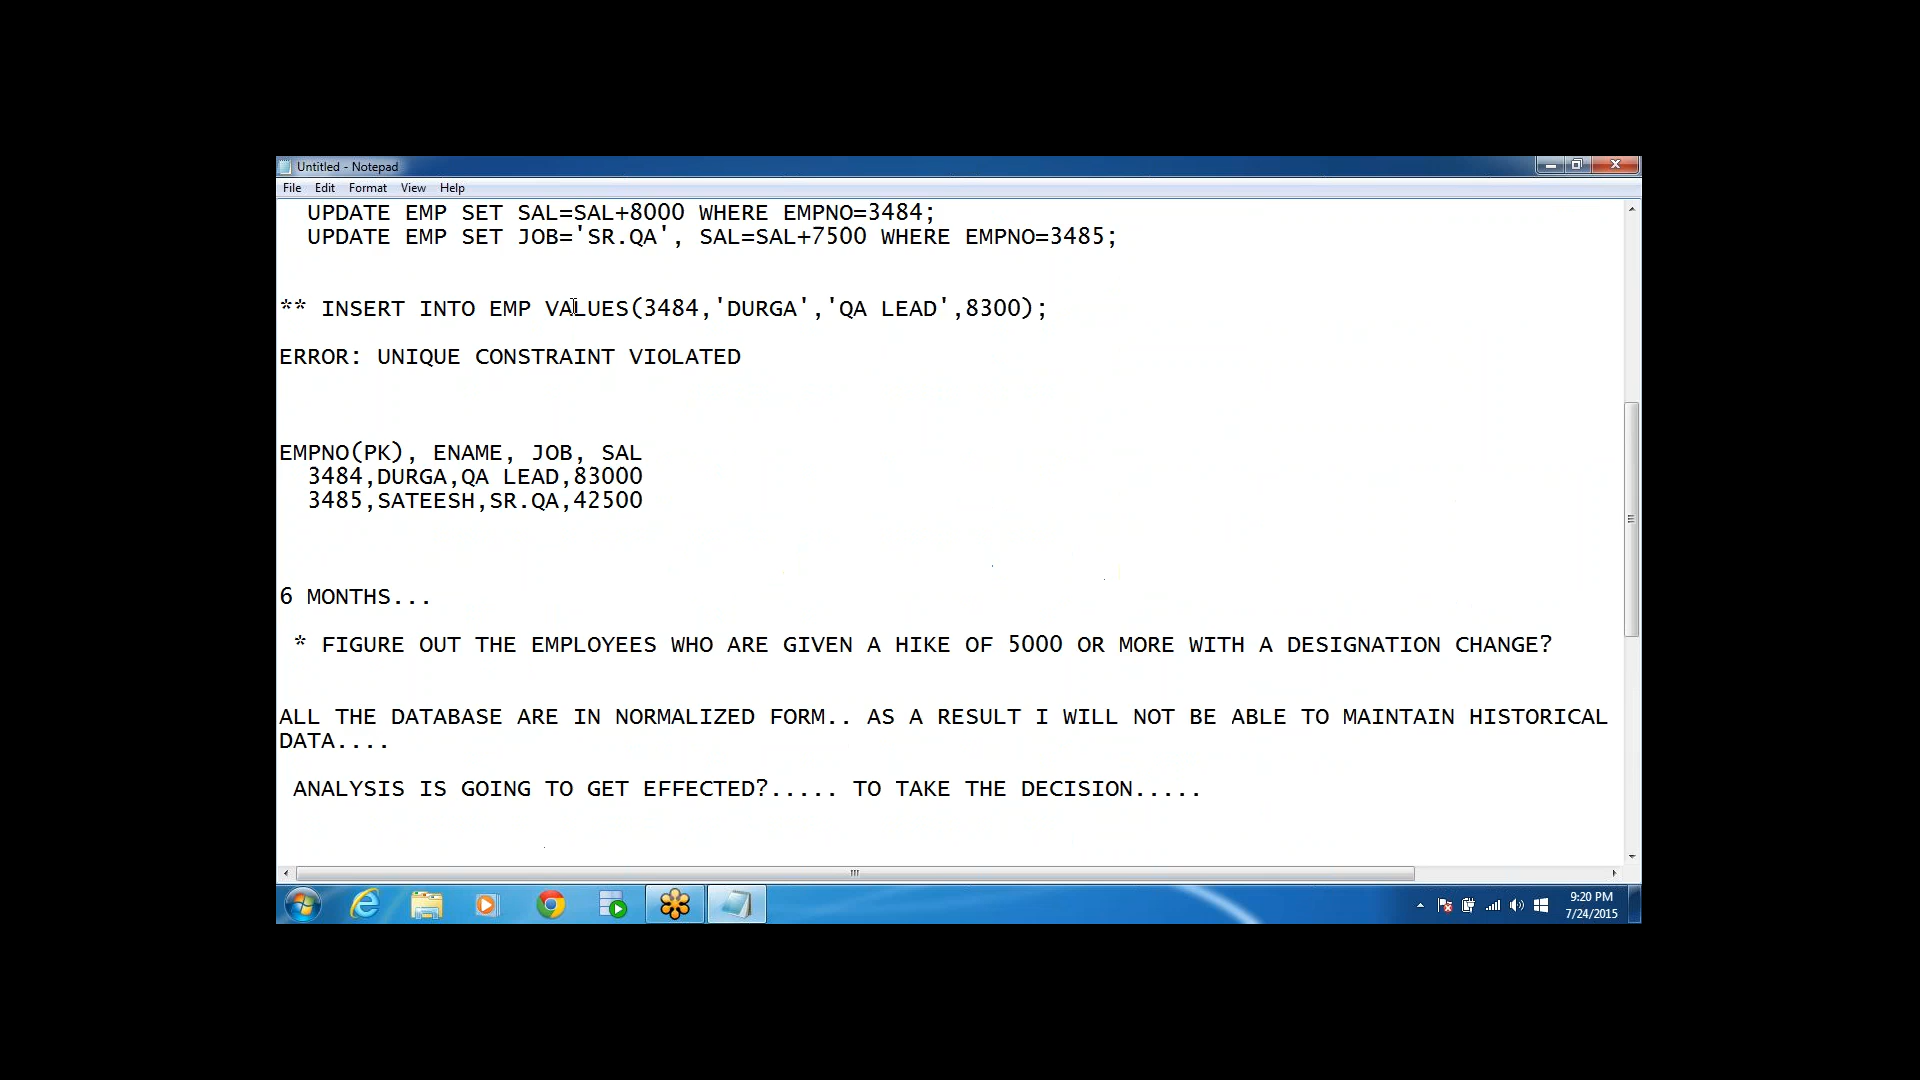 Untitled - Notepad
File Edit Format View Help
UPDATE EMP SET SAL=SAL+8000 WHERE EMPNO=3484;
UPDATE EMP SET JOB='SR.QA', SAL=SAL+7500 WHERE EMPNO=3485;
** INSERT INTO EMP VALUES(3484,'DURGA','QA LEAD',8300);
ERROR: UNIQUE CONSTRAINT VIOLATED
EMPNO(PK), ENAME, JOB, SAL
3484,DURGA,QA LEAD,83000
3485,SATEESH,SR.QA,42500
6 MONTHS...
* FIGURE OUT THE EMPLOYEES WHO ARE GIVEN A HIKE OF 5000 OR MORE WITH A DESIGNATION CHANGE?
ALL THE DATABASE ARE IN NORMALIZED FORM.. AS A RESULT I WILL NOT BE ABLE TO MAINTAIN HISTORICAL
DATA....
ANALYSIS IS GOING TO GET EFFECTED?..... TO TAKE THE DECISION.....
9:20 PM
7/24/2015